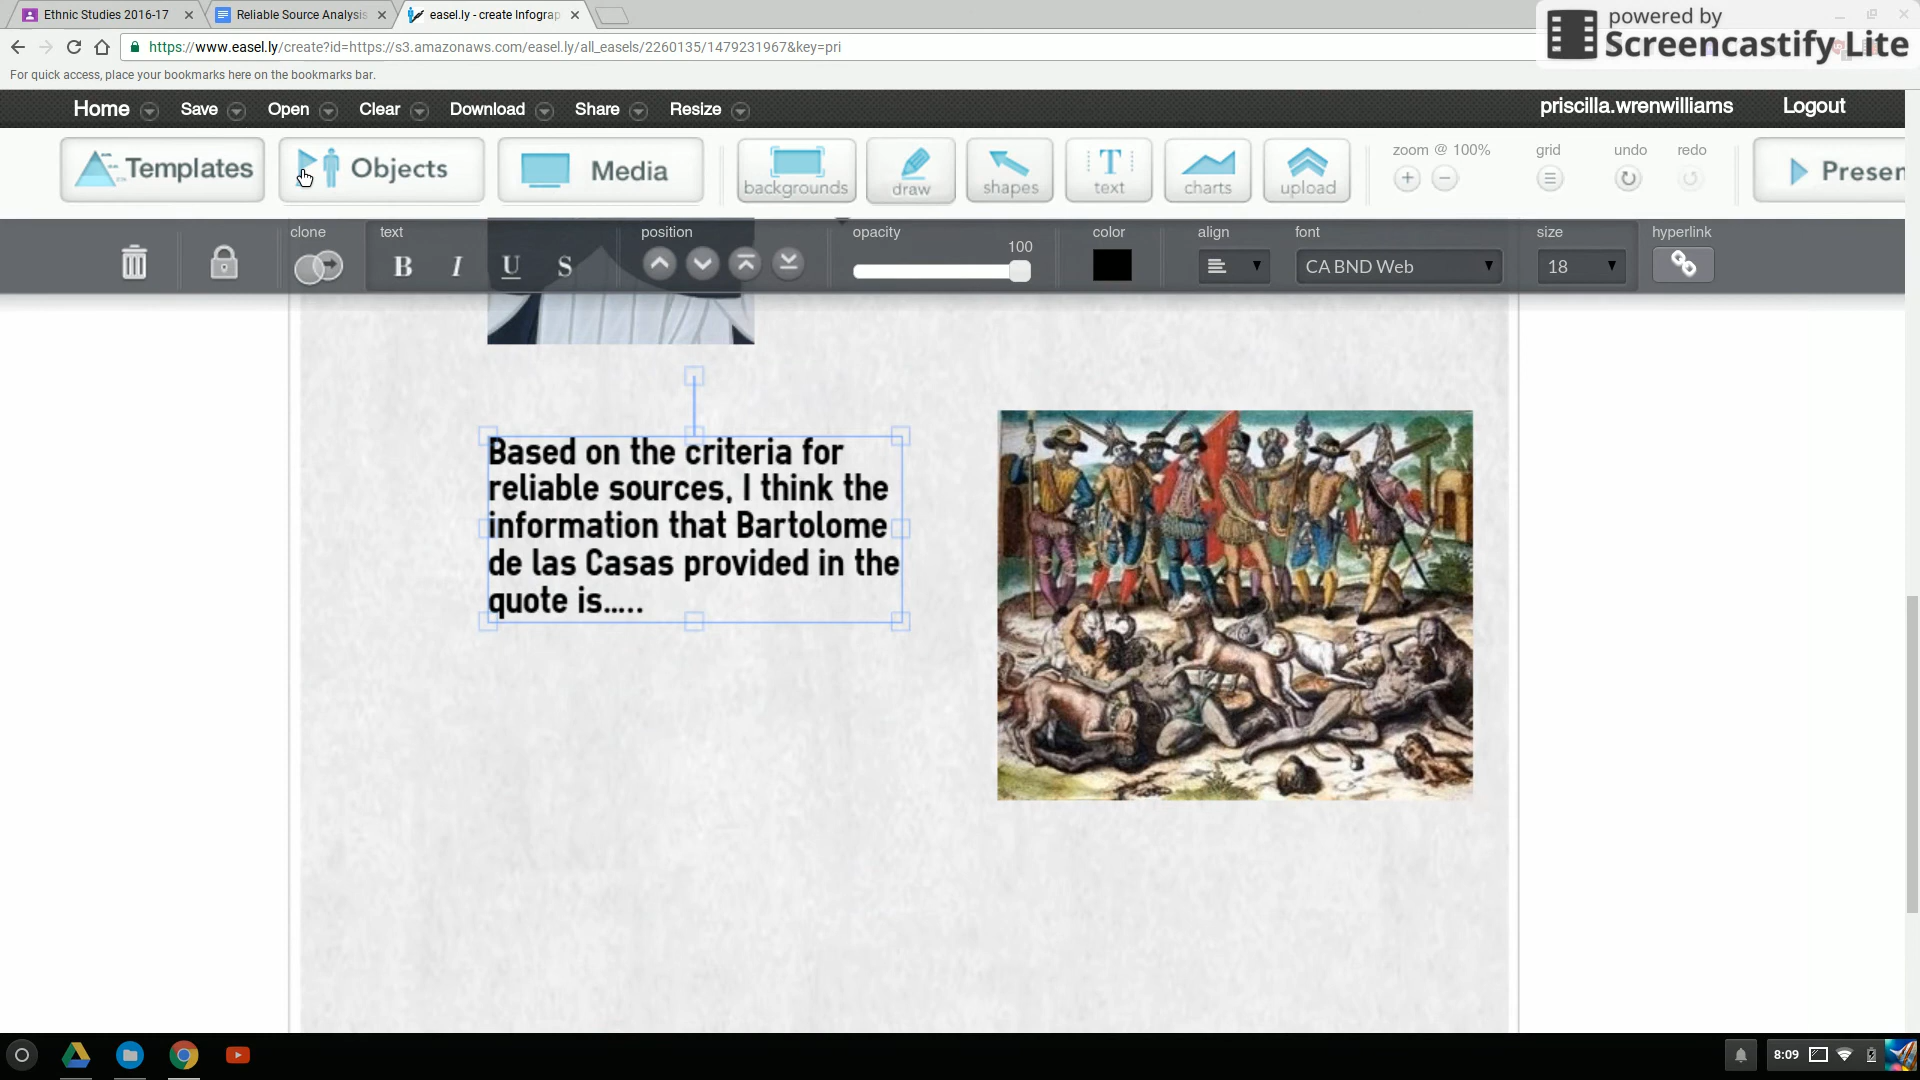 Ethnic Studies 2016-17
Reliable Source Analysis
easel.ly - create Infograp
powered by
Screencastify Lite
https://www.easel.ly/create?id=https://s3.amazonaws.com/easel.ly/all_easels/2260135/1479231967&key=pri
For quick access, place your bookmarks here on the bookmarks bar.
Home Save Open Clear Download Share Resize priscilla.wrenwilliams Logout
Templates Objects Media backgrounds draw shapes text charts upload zoom @ 100% grid undo redo Presen
clone text position opacity 100 color align font size hyperlink
B I U S CA BND Web 18
Based on the criteria for
reliable sources, I think the
information that Bartolome
de las Casas provided in the
quote is.....
8:09